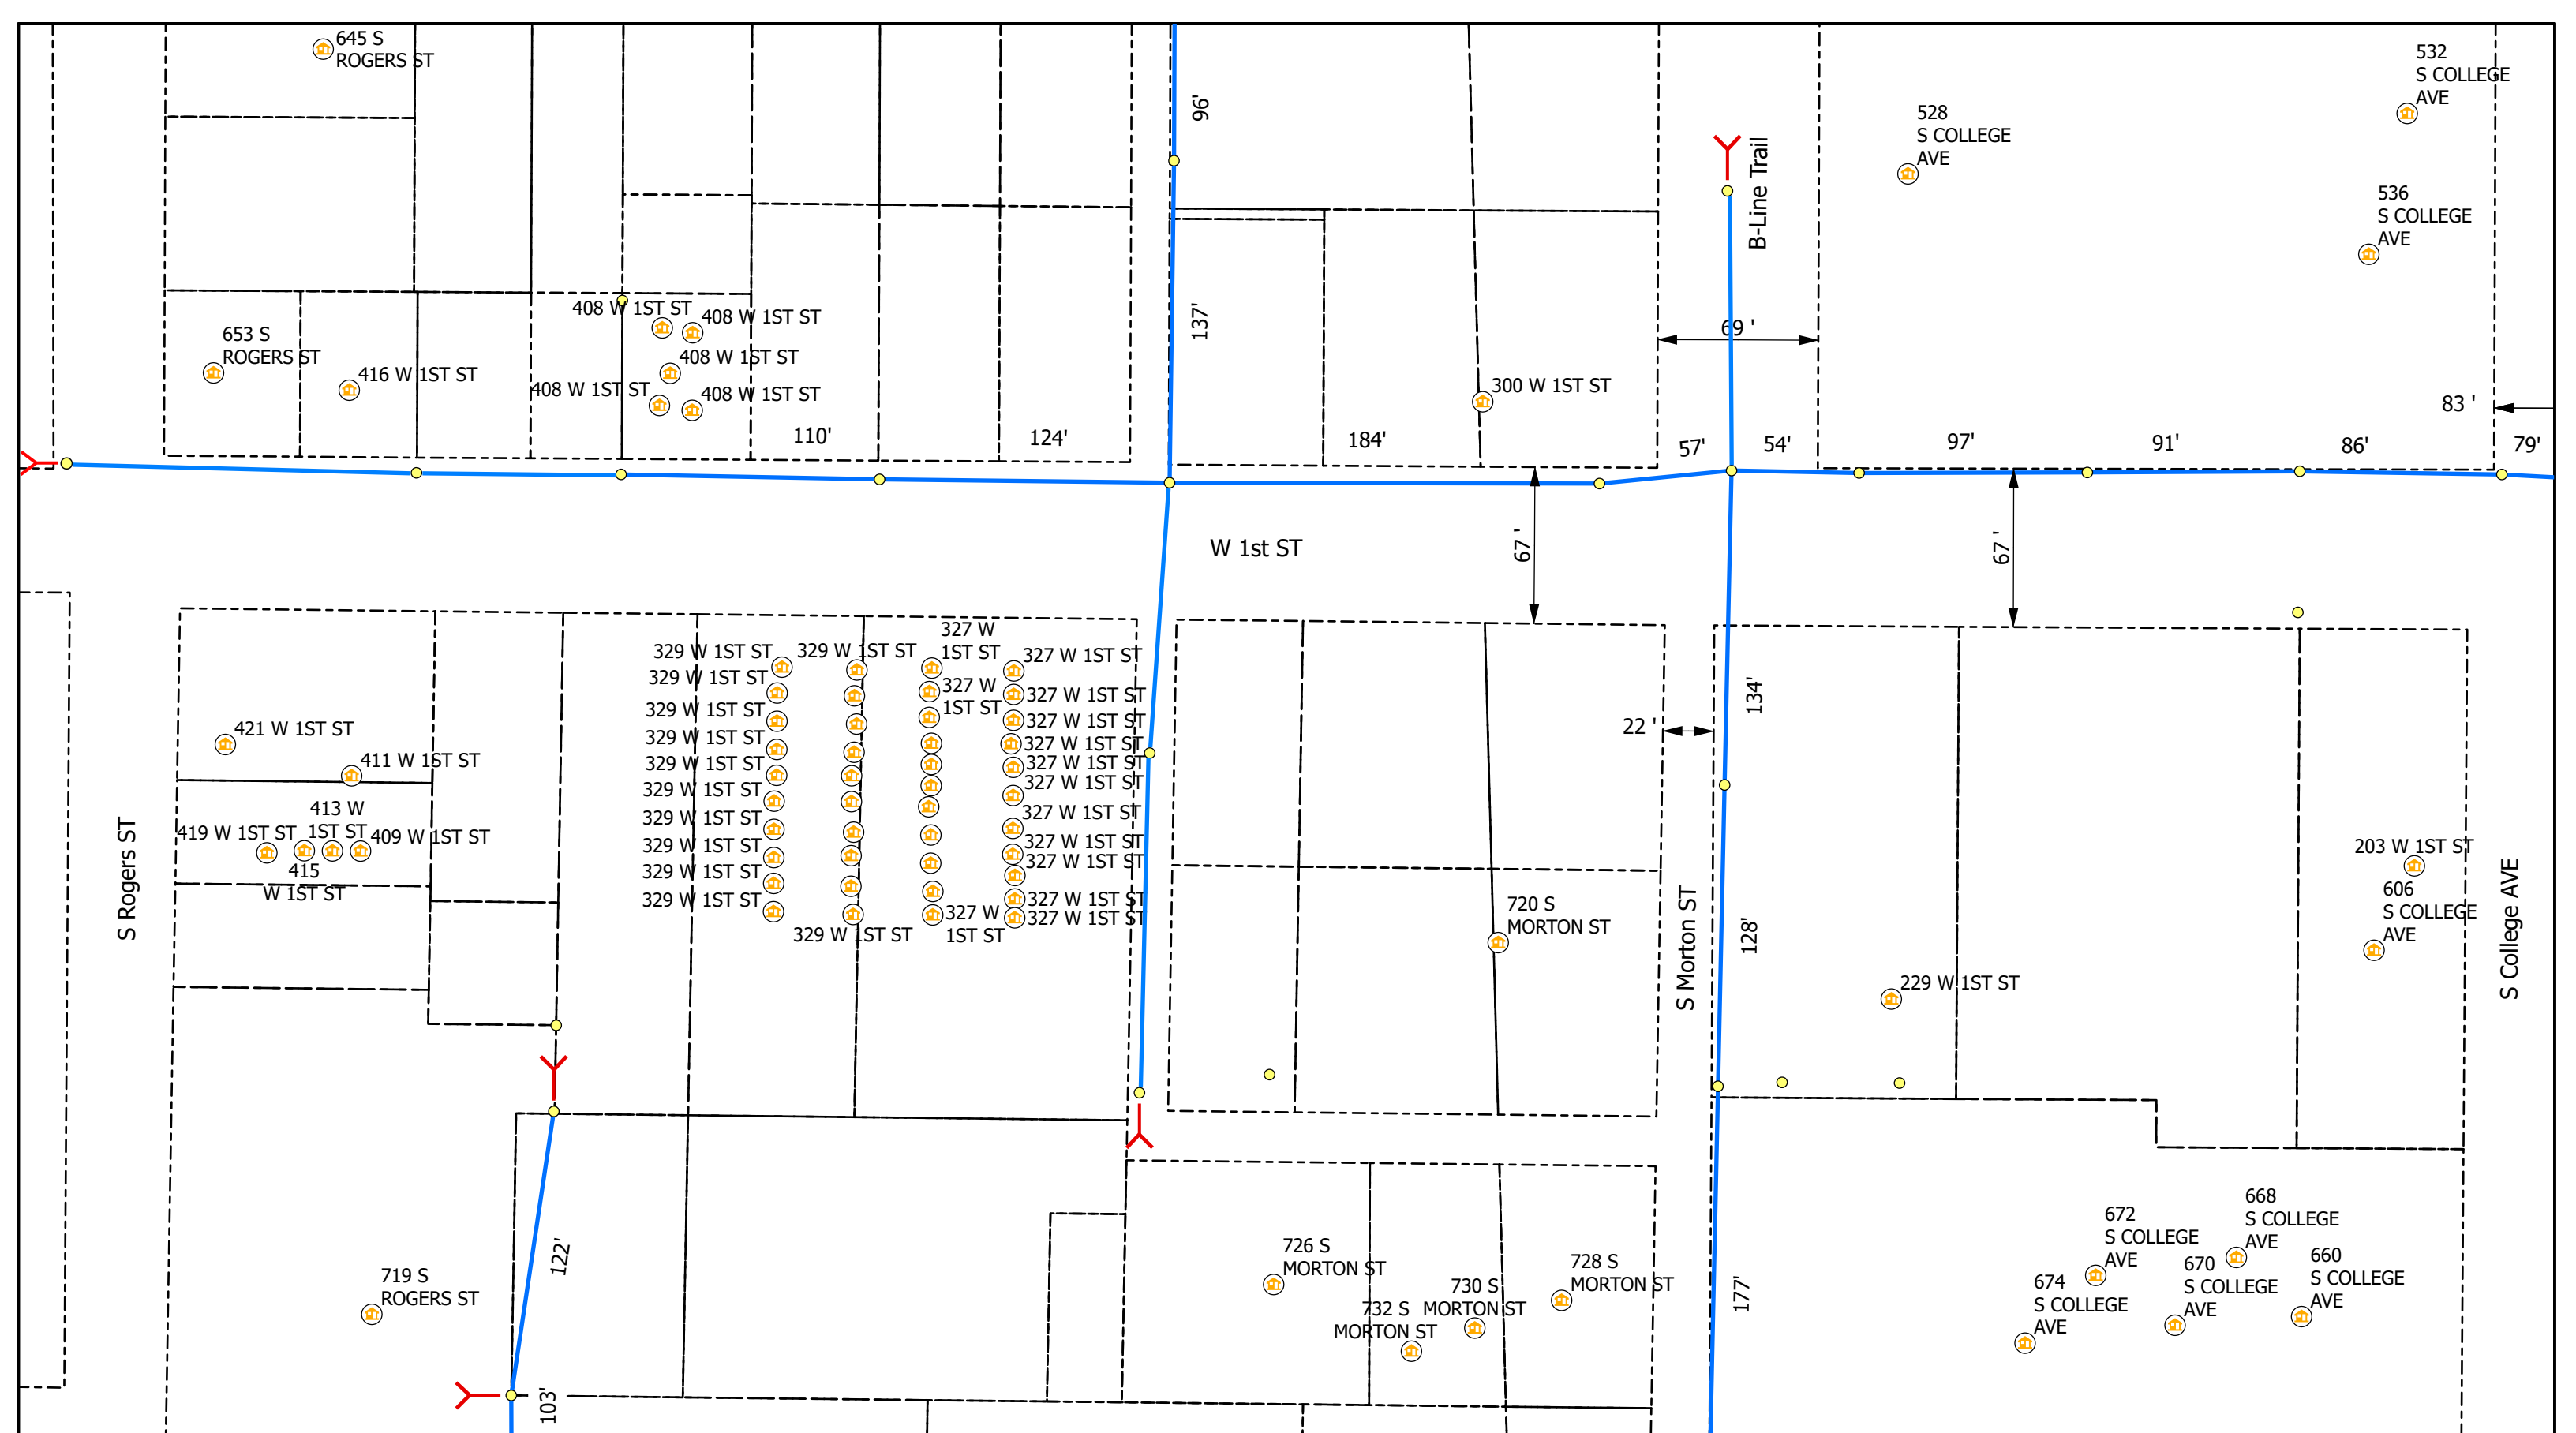 645 S
ROGERS ST
96'
B-Line Trail
528
S COLLEGE
AVE
532
S COLLEGE
AVE
536
S COLLEGE
AVE
653 S
ROGERS ST
416 W 1ST ST
408 W 1ST ST
408 W 1ST ST
408 W 1ST ST
408 W 1ST ST
408 W 1ST ST
137'
69 '
300 W 1ST ST
83 '
110'
124'
184'
57'
54'
97'
91'
86'
79'
W 1st ST
67 '
67 '
329 W 1ST ST
329 W 1ST ST
327 W
1ST ST
327 W 1ST ST
329 W 1ST ST
327 W
1ST ST
327 W 1ST ST
329 W 1ST ST
327 W 1ST ST
329 W 1ST ST
327 W 1ST ST
329 W 1ST ST
327 W 1ST ST
329 W 1ST ST
327 W 1ST ST
329 W 1ST ST
327 W 1ST ST
329 W 1ST ST
327 W 1ST ST
329 W 1ST ST
327 W 1ST ST
329 W 1ST ST
327 W 1ST ST
327 W
1ST ST
327 W 1ST ST
329 W 1ST ST
421 W 1ST ST
411 W 1ST ST
413 W
1ST ST
419 W 1ST ST
409 W 1ST ST
415
W 1ST ST
S Rogers ST
22 '
134'
128'
S Morton ST
720 S
MORTON ST
229 W 1ST ST
203 W 1ST ST
606
S COLLEGE
AVE
S College AVE
122'
719 S
ROGERS ST
103'
726 S
MORTON ST
728 S
MORTON ST
730 S
MORTON ST
732 S
MORTON ST
177'
668
S COLLEGE
AVE
672
S COLLEGE
AVE
660
S COLLEGE
AVE
670
S COLLEGE
AVE
674
S COLLEGE
AVE